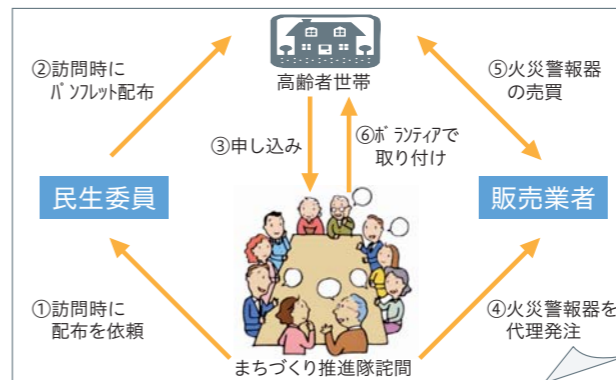 ②訪問時に
パンフレット配布
高齢者世帯
⑤火災警報器
の売買
③申し込み
⑥ボランティアで
取り付け
民生委員
販売業者
①訪問時に
配布を依頼
④火災警報器を
代理発注
まちづくり推進隊詫間